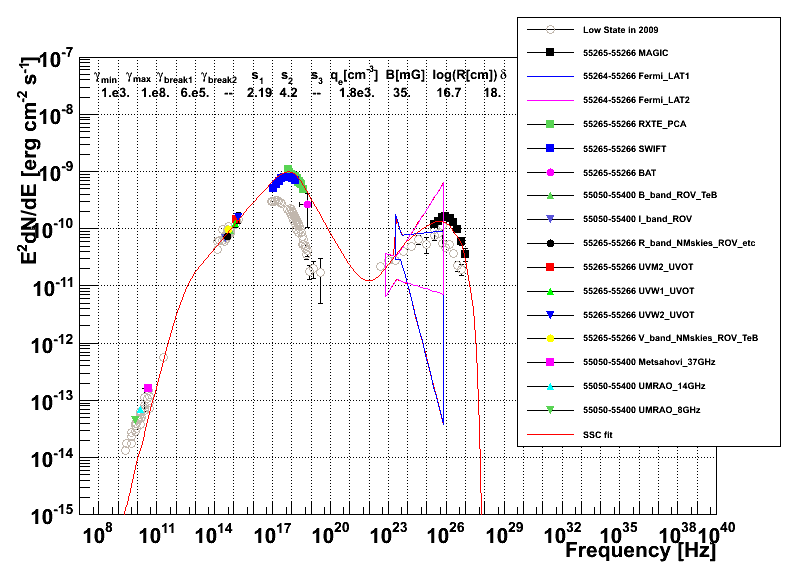 Low State in 2009
55265-55266 MAGIC
55264-55266 Fermi_LAT1
55264-55266 Fermi_LAT2
55265-55266 RXTE_PCA
55265-55266 SWIFT
55265-55266 BAT
55050-55400 B_band_ROV_TeB
55050-55400 I_band_ROV
55265-55266 R_band_NMskies_ROV_etc
55265-55266 UVM2_UVOT
55265-55266 UVW1_UVOT
55265-55266 UVW2_UVOT
55265-55266 V_band_NMskies_ROV_TeB
55050-55400 Metsahovi_37GHz
55050-55400 UMRAO_14GHz
55050-55400 UMRAO_8GHz
SSC fit
γmin γmax γbreak1 γbreak2 s1 s2 s3 qe[cm-3] B[mG] log(R[cm]) δ
1.e3. 1.e8. 6.e5. -- 2.19 4.2 -- 1.8e3. 35. 16.7 18.
E2dN/dE [erg cm-2 s-1]
10-7
10-8
10-9
10-10
10-11
10-12
10-13
10-14
10-15
108 1011 1014 1017 1020 1023 1026 1029 1032 1035 1038 1040
Frequency [Hz]